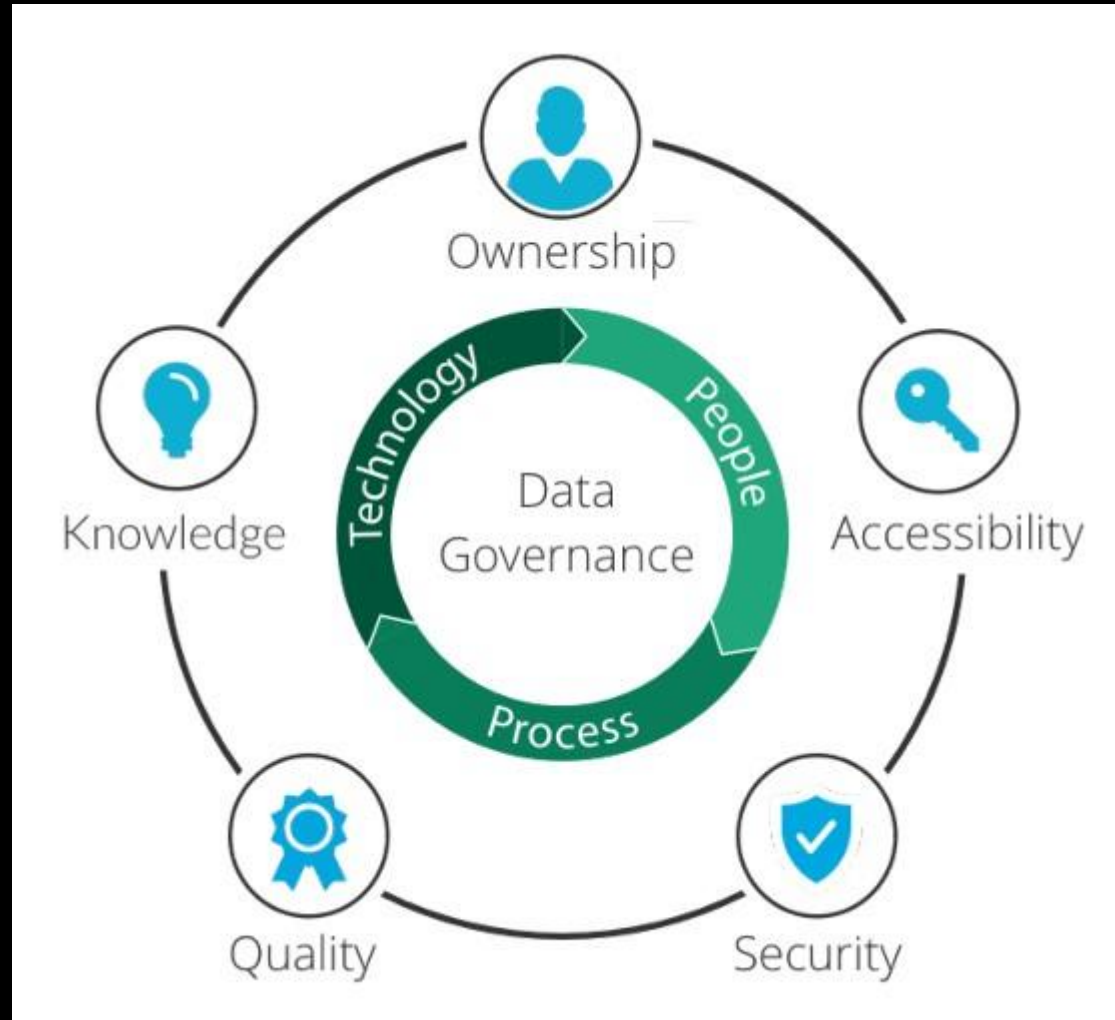 Ownership
Technology
People
Data
Governance
Knowledge
Accessibility
Process
Quality
Security